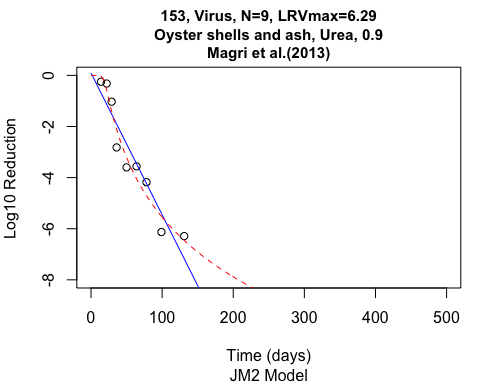 153, Virus, N=9, LRVmax=6.29
Oyster shells and ash, Urea, 0.9
Magri et al.(2013)
Log10 Reduction
0
-2
-4
-6
-8
0 100 200 300 400 500
Time (days)
JM2 Model